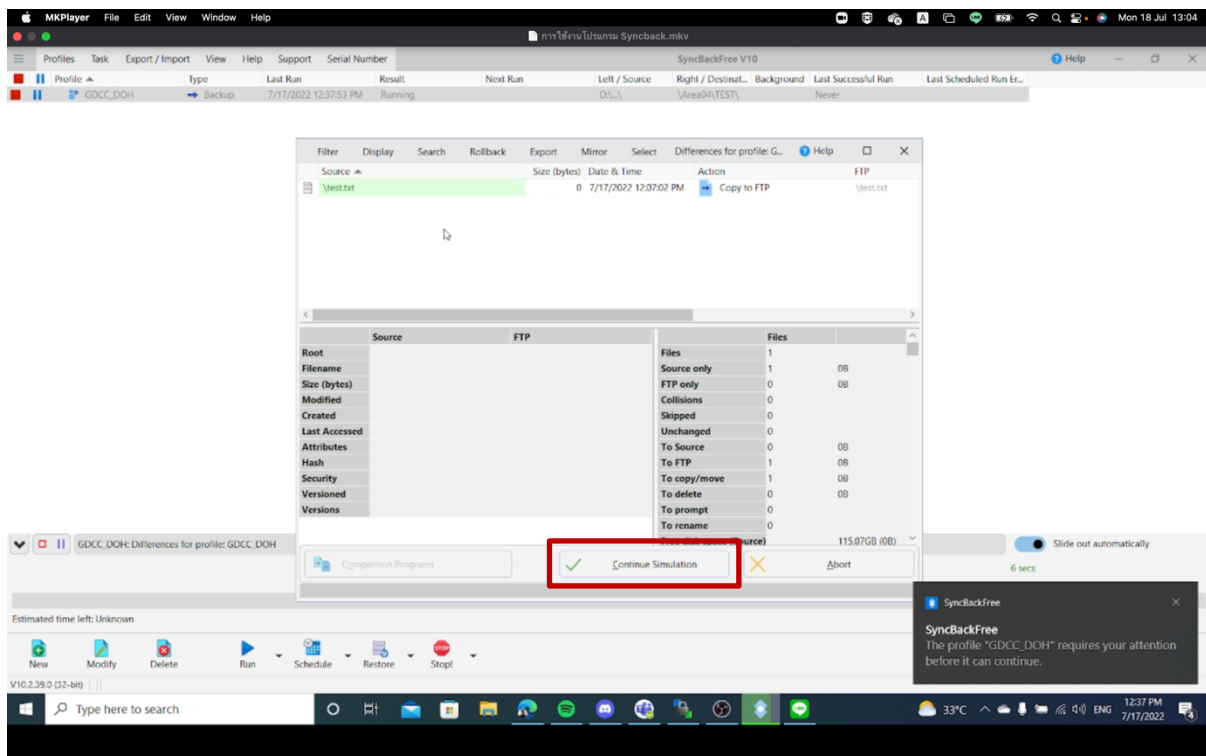 MKPlayer File Edit View Window Help Mon 18 Jul 13:04
การใช้งานโปรแกรม Syncback.mkv
Profiles Task Export / Import View Help Support Serial Number SyncBackFree V10 Help
Profile Type Last Run Result Next Run Left / Source Right / Destinat... Background Last Successful Run Last Scheduled Run Er...
GDCC_DOH Backup 7/17/2022 12:37:53 PM Running D:\...\ \Area04\TEST\ Never
Filter Display Search Rollback Export Mirror Select Differences for profile: G... Help
Source Size (bytes) Date & Time Action FTP
\test.txt 0 7/17/2022 12:07:02 PM Copy to FTP \test.txt
Source FTP Files
Root Files 1
Filename Source only 1 0B
Size (bytes) FTP only 0 0B
Modified Collisions 0
Created Skipped 0
Last Accessed Unchanged 0
Attributes To Source 0 0B
Hash To FTP 1 0B
Security To copy/move 1 0B
Versioned To delete 0 0B
Versions To prompt 0
To rename 0
115.07GB (0B)
GDCC_DOH: Differences for profile: GDCC_DOH Slide out automatically
Comparison Programs Continue Simulation Abort 6 secs
Estimated time left: Unknown
SyncBackFree
SyncBackFree
The profile "GDCC_DOH" requires your attention
before it can continue.
New Modify Delete Run Schedule Restore Stop!
V10.2.39.0 (32-bit)
Type here to search 33°C ENG 12:37 PM
7/17/2022